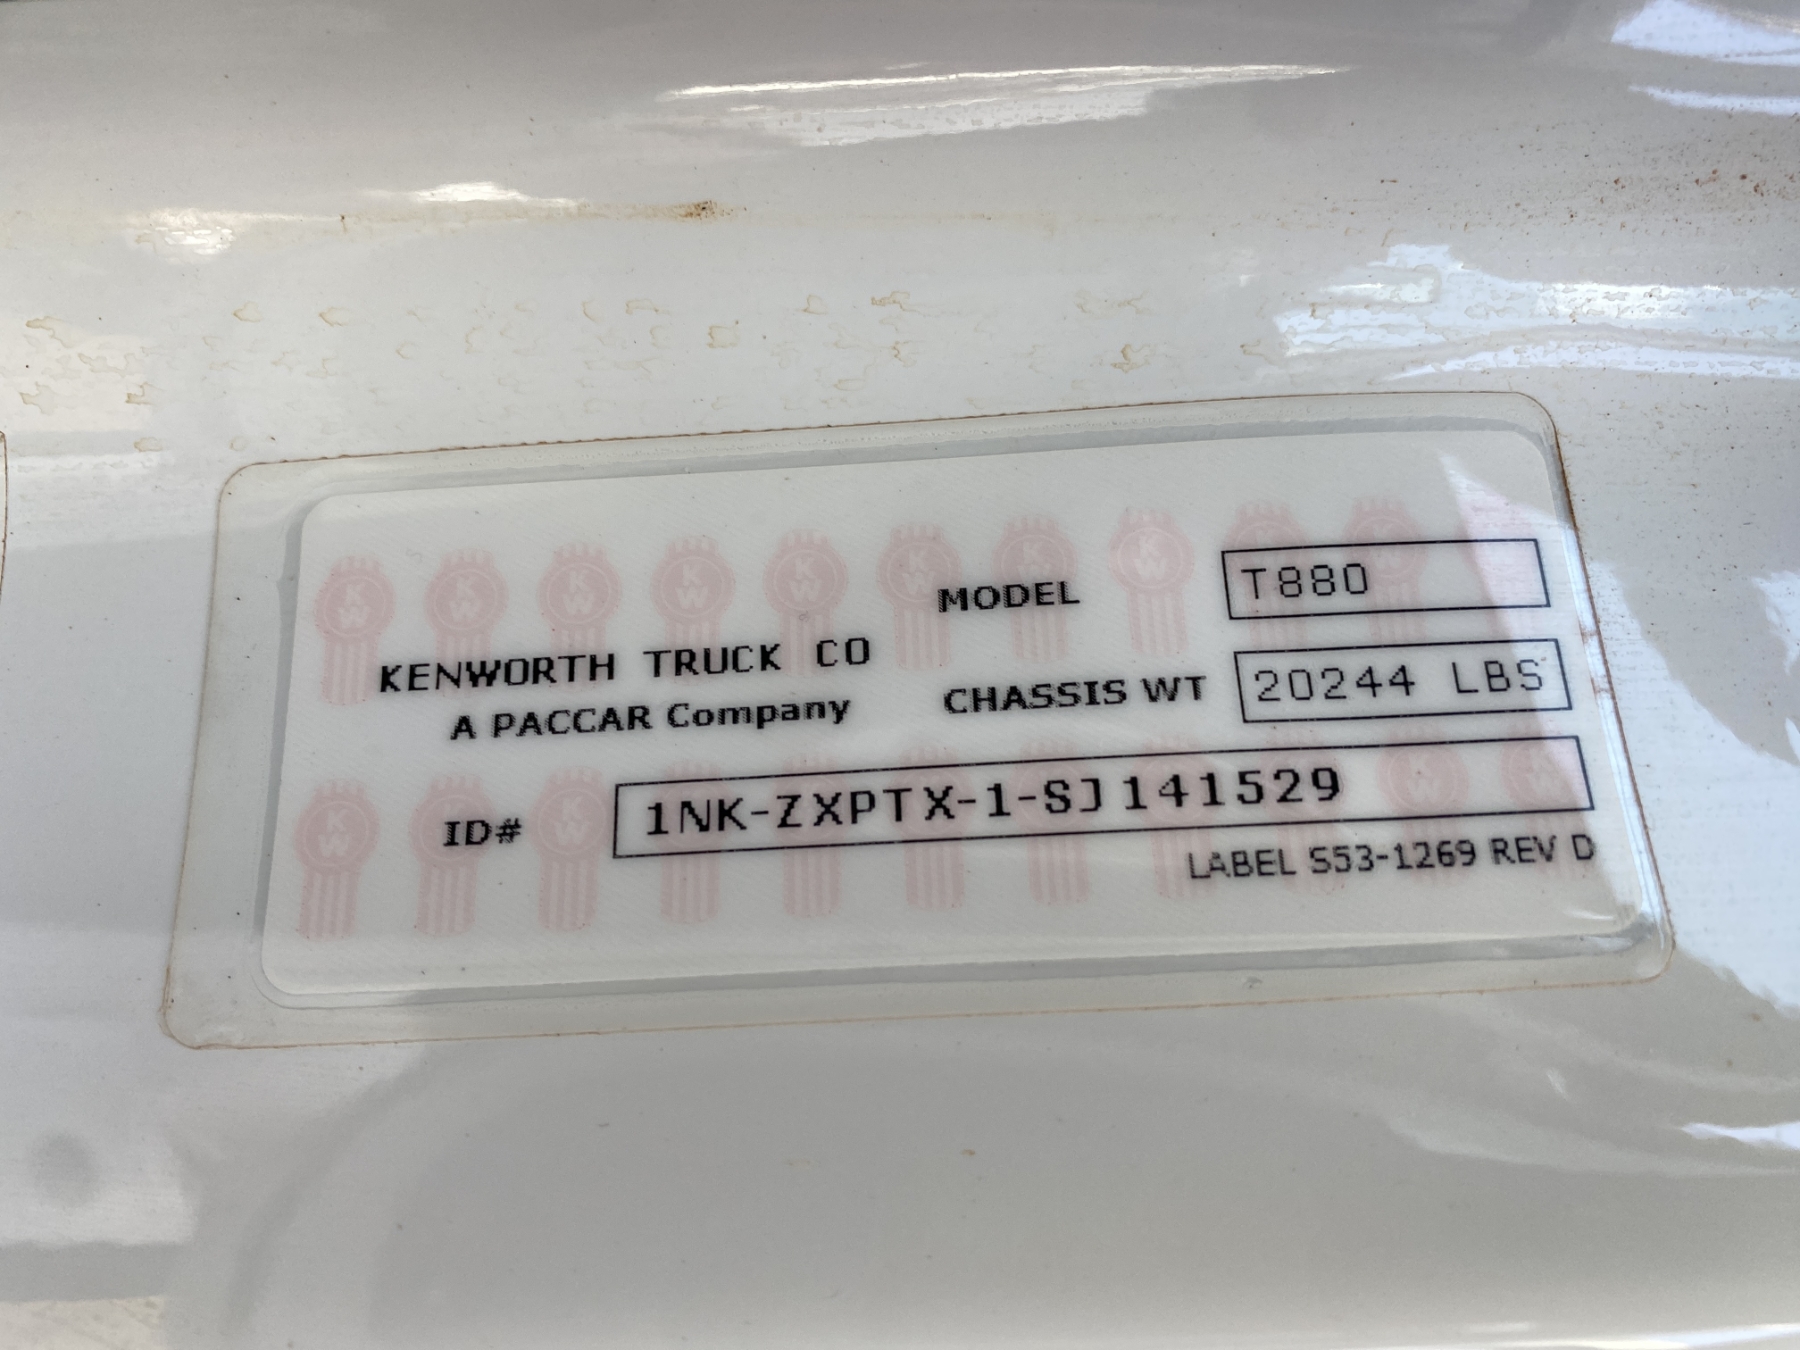 MODEL T880
KENWORTH TRUCK CO
A PACCAR Company
CHASSIS WT 20244 LBS
ID# 1NK-ZXPTX-1-SJ141529
LABEL S53-1269 REV D